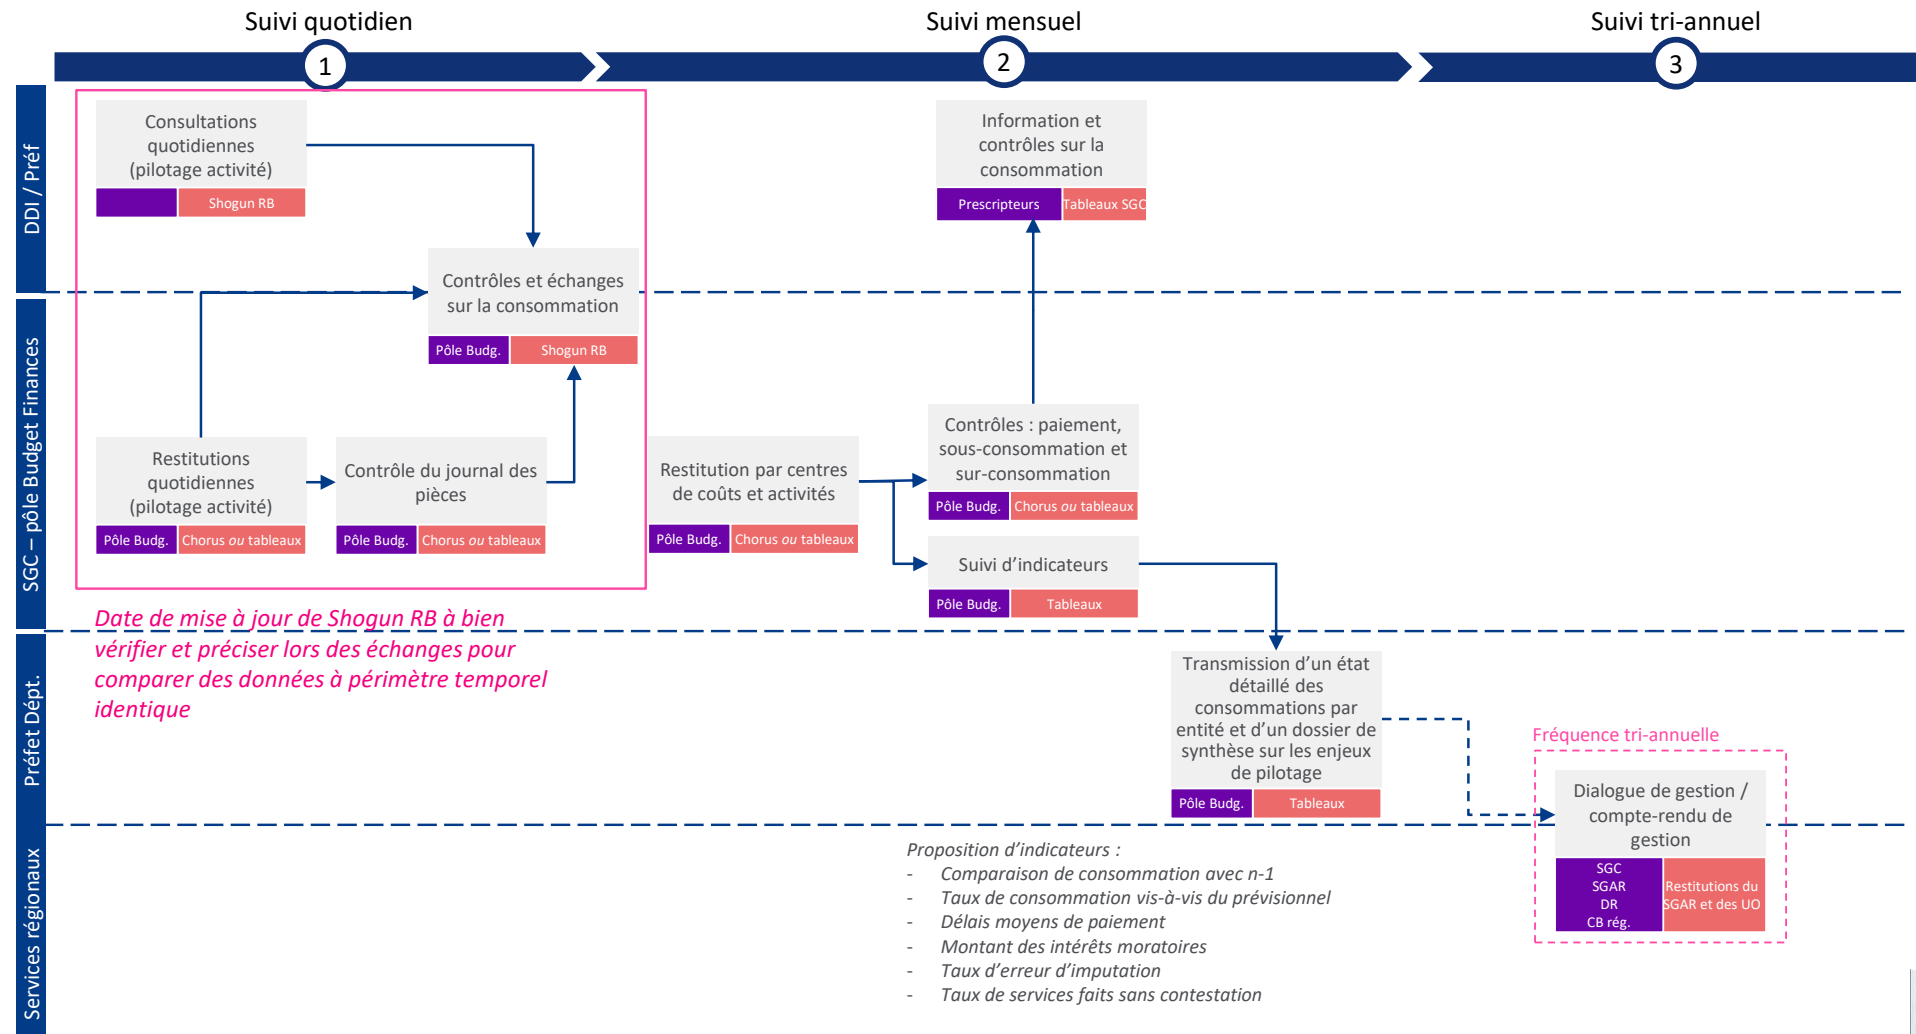 Suivi quotidien
Suivi mensuel
Suivi tri-annuel
1
2
3
DDI / Préf
SGC – pôle Budget Finances
Préfet Dépt.
Services régionaux
Consultations
quotidiennes
(pilotage activité)
Shogun RB
Contrôles et échanges
sur la consommation
Pôle Budg.
Shogun RB
Restitutions
quotidiennes
(pilotage activité)
Pôle Budg.
Chorus ou tableaux
Contrôle du journal des
pièces
Pôle Budg.
Chorus ou tableaux
Date de mise à jour de Shogun RB à bien
vérifier et préciser lors des échanges pour
comparer des données à périmètre temporel
identique
Information et
contrôles sur la
consommation
Prescripteurs
Tableaux SGC
Restitution par centres
de coûts et activités
Pôle Budg.
Chorus ou tableaux
Contrôles : paiement,
sous-consommation et
sur-consommation
Pôle Budg.
Chorus ou tableaux
Suivi d’indicateurs
Pôle Budg.
Tableaux
Transmission d’un état
détaillé des
consommations par
entité et d’un dossier de
synthèse sur les enjeux
de pilotage
Pôle Budg.
Tableaux
Fréquence tri-annuelle
Dialogue de gestion /
compte-rendu de
gestion
SGC
SGAR
DR
CB rég.
Restitutions du
SGAR et des UO
Proposition d’indicateurs :
- Comparaison de consommation avec n-1
- Taux de consommation vis-à-vis du prévisionnel
- Délais moyens de paiement
- Montant des intérêts moratoires
- Taux d’erreur d’imputation
- Taux de services faits sans contestation